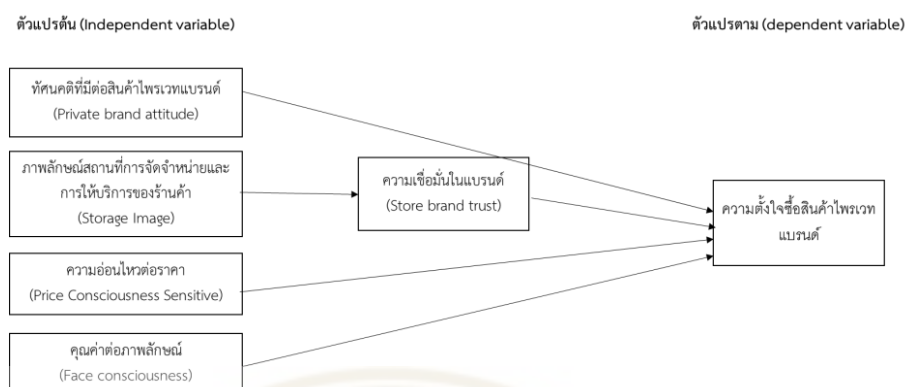 ตัวแปรต้น (Independent variable)
ตัวแปรตาม (dependent variable)
ทัศนคติที่มีต่อสินค้าไพรเวทแบรนด์
(Private brand attitude)
ภาพลักษณ์สถานที่การจัดจำหน่ายและ
การให้บริการของร้านค้า
(Storage Image)
ความเชื่อมั่นในแบรนด์
(Store brand trust)
ความตั้งใจซื้อสินค้าไพรเวท
แบรนด์
ความอ่อนไหวต่อราคา
(Price Consciousness Sensitive)
คุณค่าต่อภาพลักษณ์
(Face consciousness)